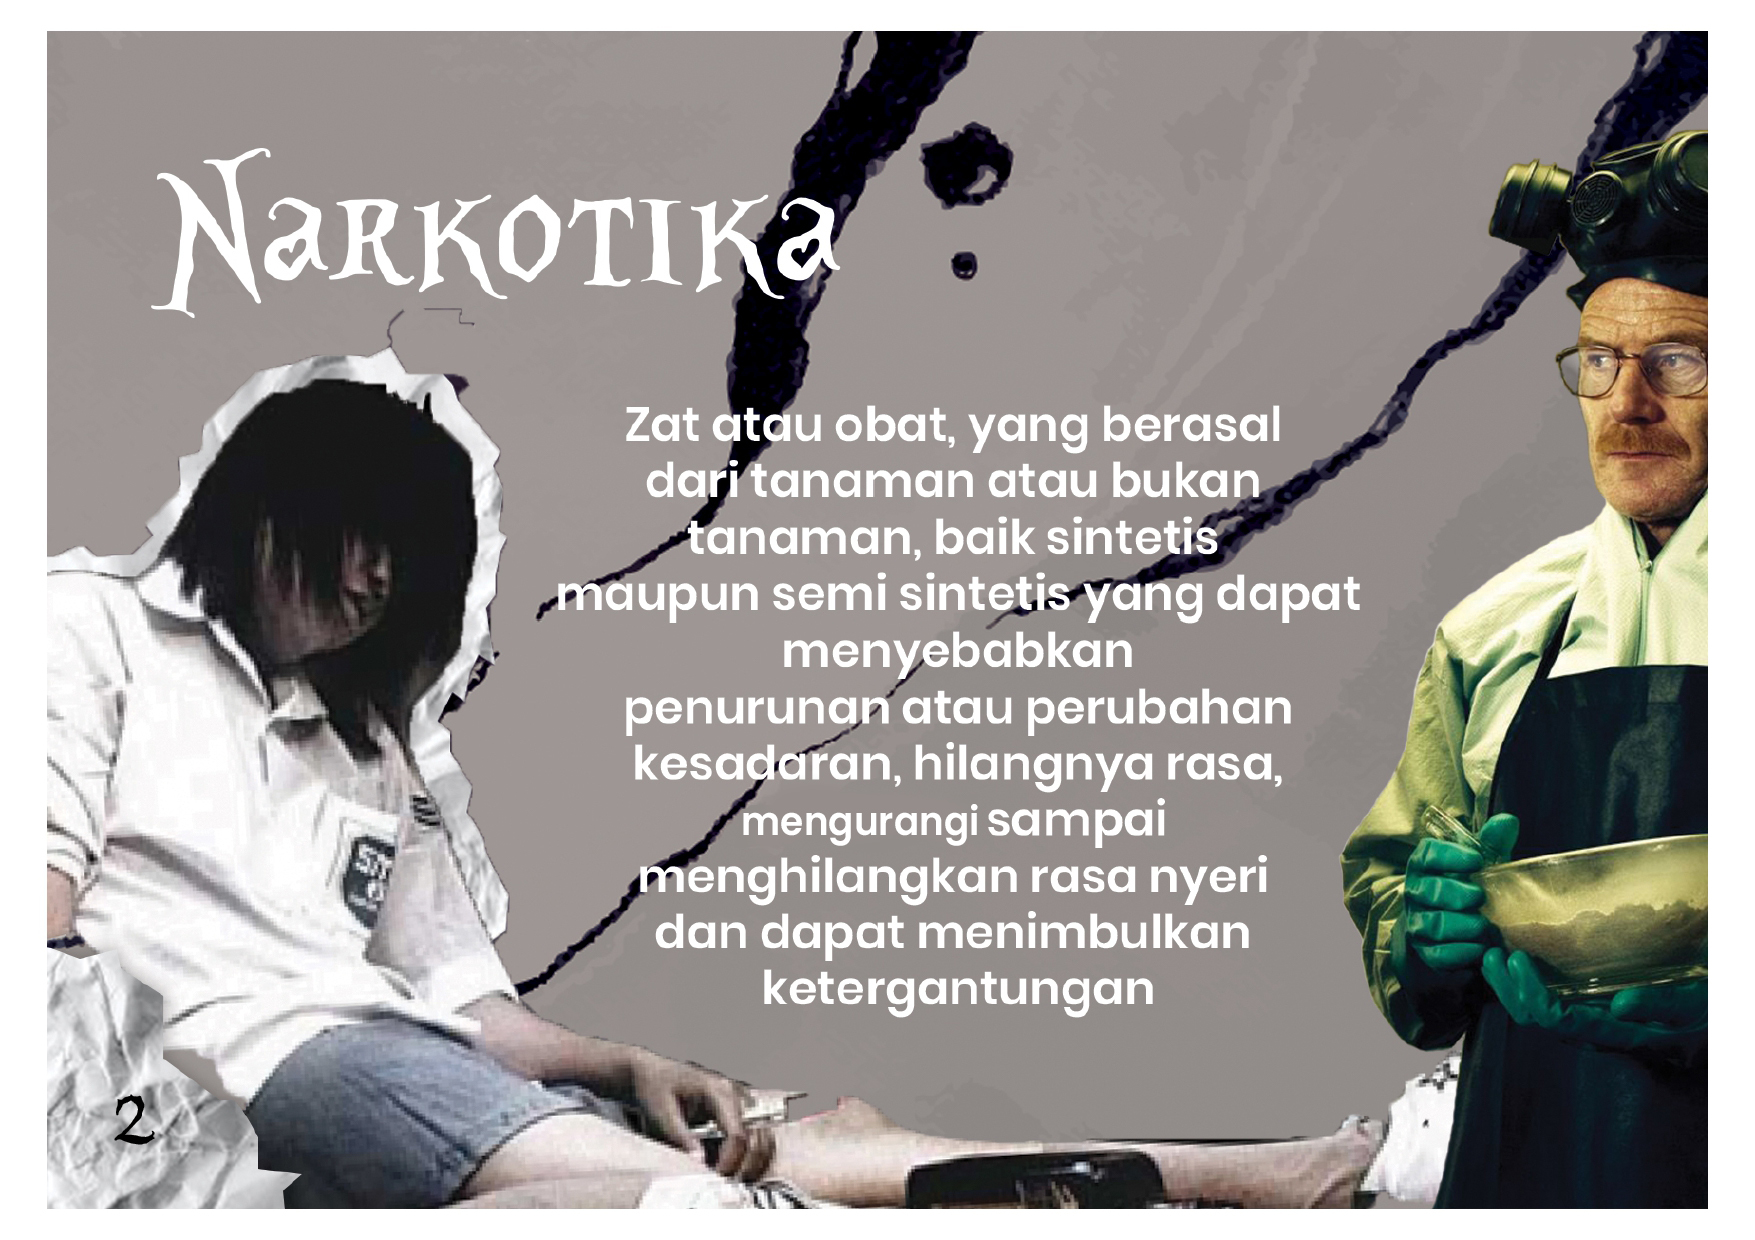 Narkotika
Zat atau obat, yang berasal
dari tanaman atau bukan
tanaman, baik sintetis
maupun semi sintetis yang dapat
menyebabkan
penurunan atau perubahan
kesadaran, hilangnya rasa,
mengurangi sampai
menghilangkan rasa nyeri
dan dapat menimbulkan
ketergantungan
2